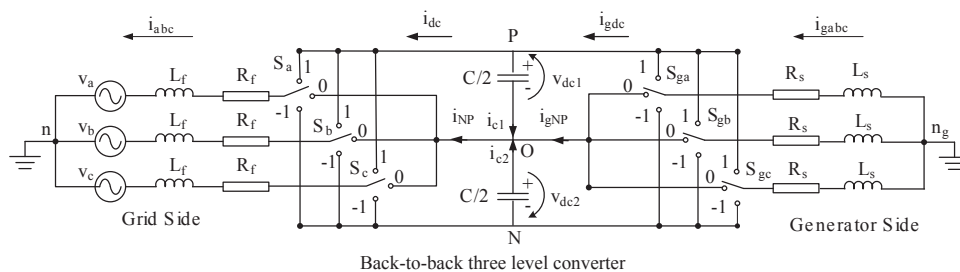 i_abc i_dc P i_gdc i_gabc
S_a 1 C/2 + - v_dc1 S_ga 1 R_s L_s
v_a L_f R_f 0 0
-1 1 -1 1
n v_b L_f R_f S_b 0 i_NP i_c1 i_gNP S_gb 0 R_s L_s n_g
i_c2 O
-1 1 -1 1
v_c L_f R_f S_c 0 0 S_gc R_s L_s
C/2 + - v_dc2
-1 -1
Grid Side N Generator Side
Back-to-back three level converter